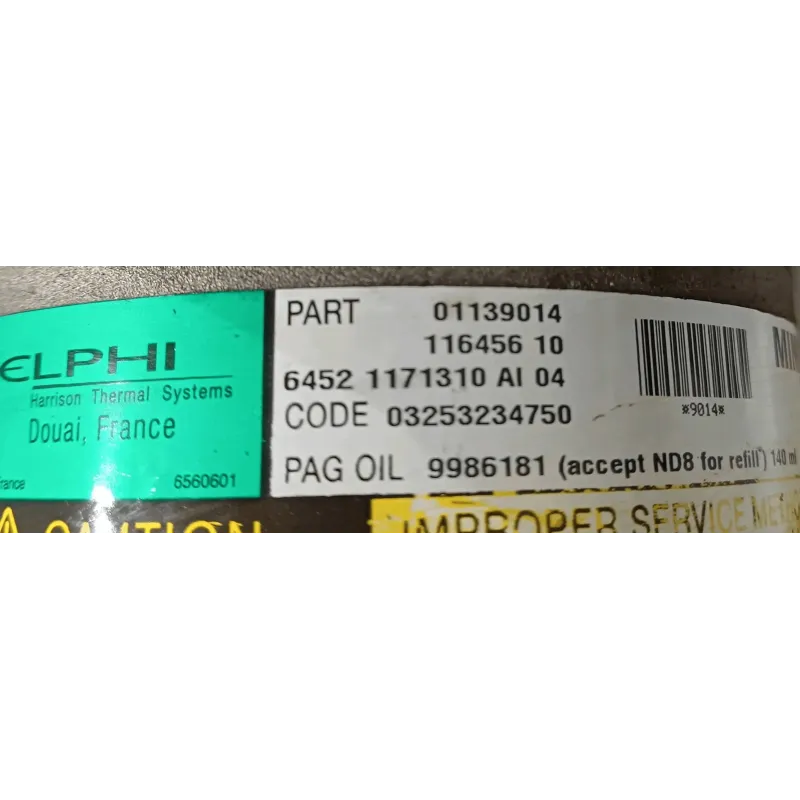 ELPHI
Harrison Thermal Systems
Douai, France
rance
6560601
PART 01139014
116456 10
6452 1171310 AI 04
CODE 03253234750
PAG OIL 9986181 (accept ND8 for refill*) 140 ml
*9014*
MIN
CAUTION
IMPROPER SERVICE ME